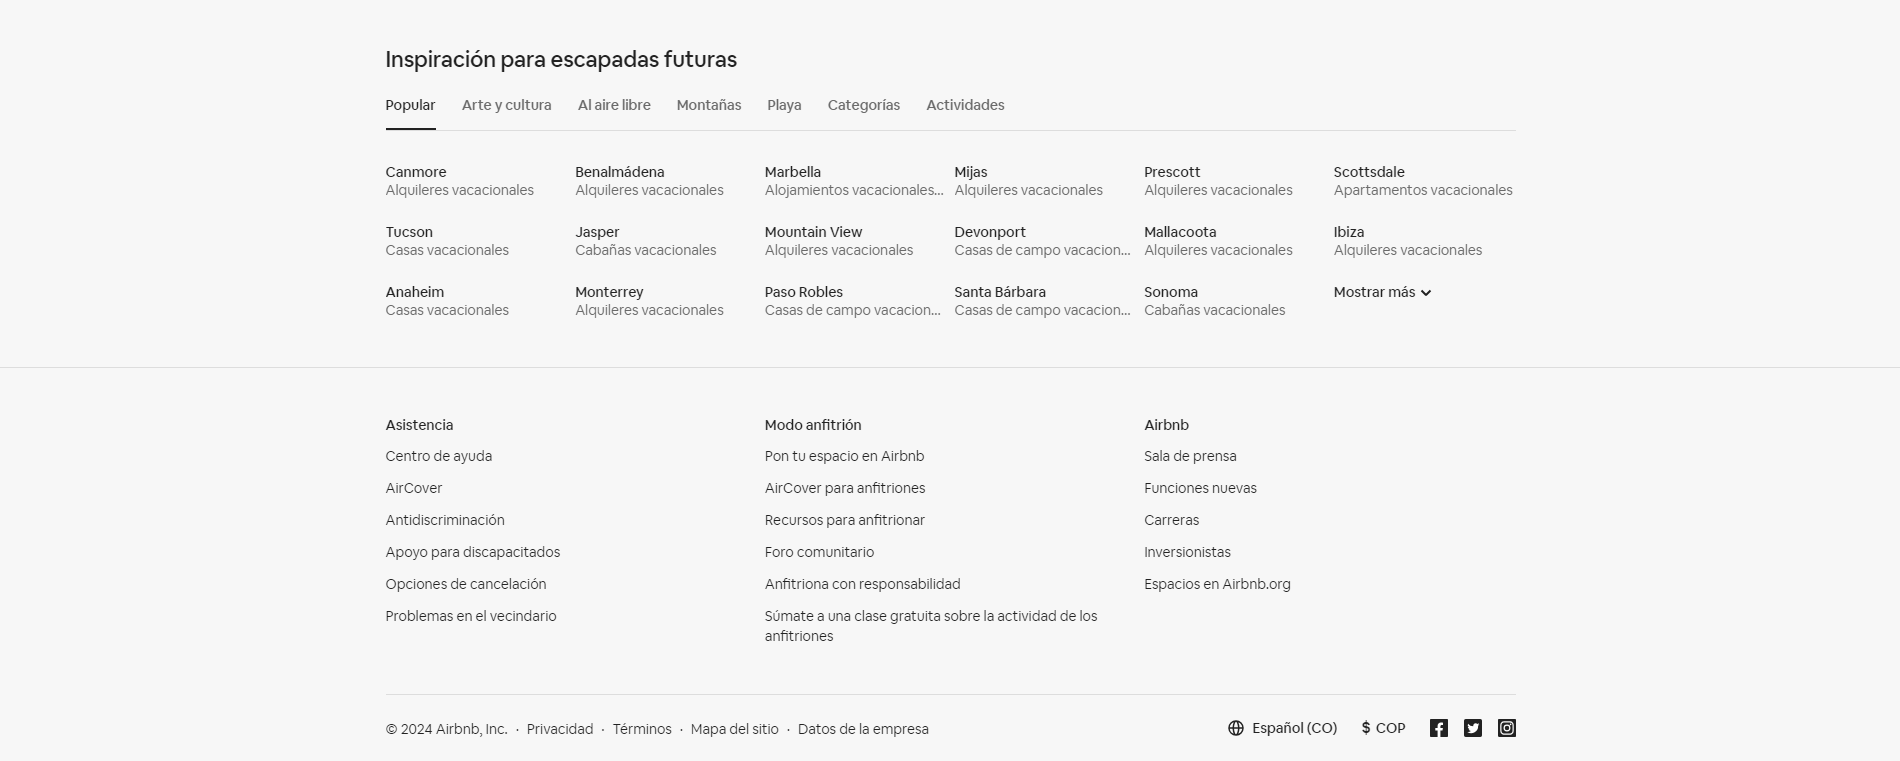 Inspiración para escapadas futuras
Popular Arte y cultura Al aire libre Montañas Playa Categorías Actividades
Canmore Benalmádena Marbella Mijas Prescott Scottsdale
Alquileres vacacionales Alquileres vacacionales Alojamientos vacacionales... Alquileres vacacionales Alquileres vacacionales Apartamentos vacacionales
Tucson Jasper Mountain View Devonport Mallacoota Ibiza
Casas vacacionales Cabañas vacacionales Alquileres vacacionales Casas de campo vacacion... Alquileres vacacionales Alquileres vacacionales
Anaheim Monterrey Paso Robles Santa Bárbara Sonoma Mostrar más
Casas vacacionales Alquileres vacacionales Casas de campo vacacion... Casas de campo vacacion... Cabañas vacacionales
Asistencia
Centro de ayuda
AirCover
Antidiscriminación
Apoyo para discapacitados
Opciones de cancelación
Problemas en el vecindario
Modo anfitrión
Pon tu espacio en Airbnb
AirCover para anfitriones
Recursos para anfitrionar
Foro comunitario
Anfitriona con responsabilidad
Súmate a una clase gratuita sobre la actividad de los
anfitriones
Airbnb
Sala de prensa
Funciones nuevas
Carreras
Inversionistas
Espacios en Airbnb.org
© 2024 Airbnb, Inc. · Privacidad · Términos · Mapa del sitio · Datos de la empresa Español (CO) $ COP